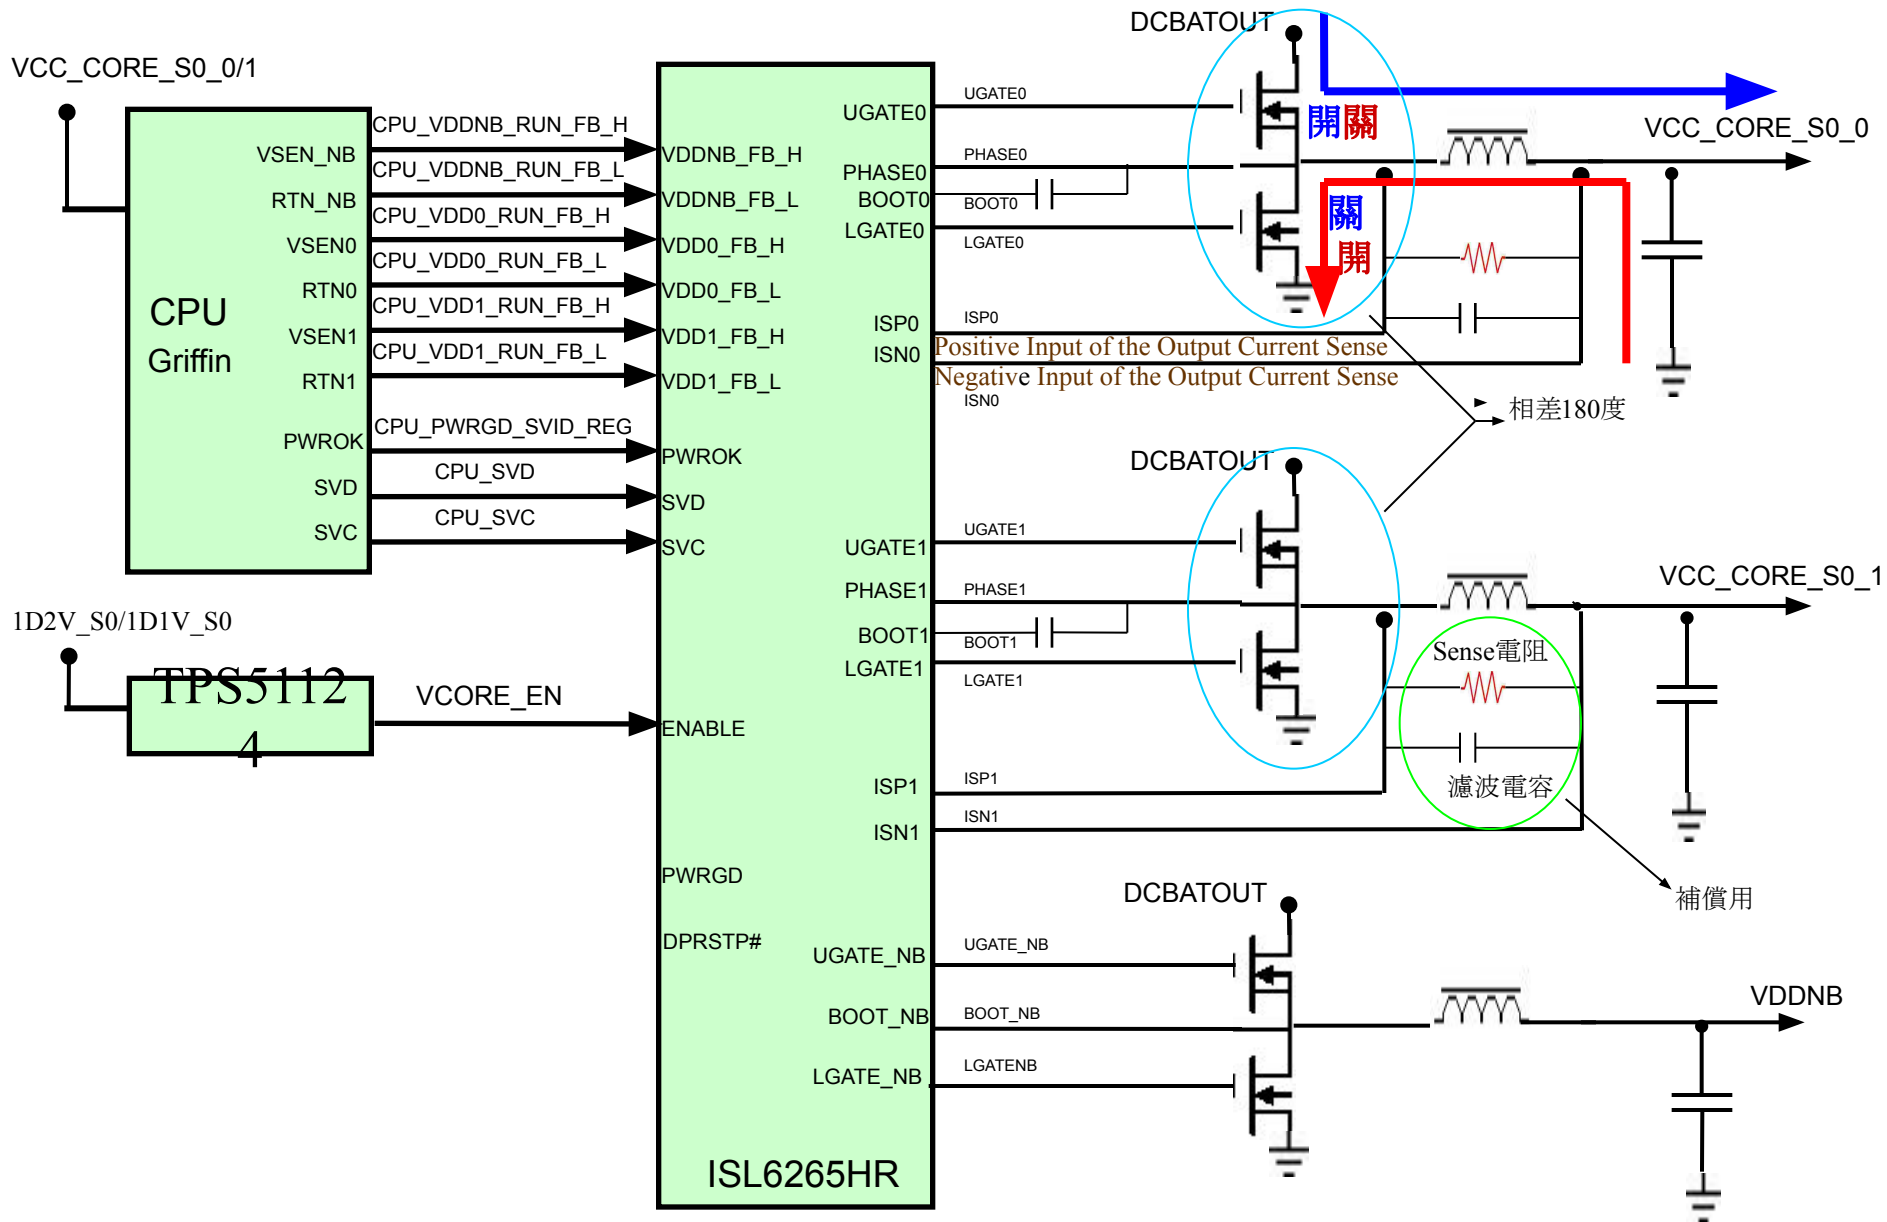 VCC_CORE_S0_0/1
CPU
Griffin
VSEN_NB
RTN_NB
VSEN0
RTN0
VSEN1
RTN1
PWROK
SVD
SVC
CPU_VDDNB_RUN_FB_H
CPU_VDDNB_RUN_FB_L
CPU_VDD0_RUN_FB_H
CPU_VDD0_RUN_FB_L
CPU_VDD1_RUN_FB_H
CPU_VDD1_RUN_FB_L
CPU_PWRGD_SVID_REG
CPU_SVD
CPU_SVC
1D2V_S0/1D1V_S0
TPS5112
4
VCORE_EN
VDDNB_FB_H
VDDNB_FB_L
VDD0_FB_H
VDD0_FB_L
VDD1_FB_H
VDD1_FB_L
PWROK
SVD
SVC
ENABLE
PWRGD
DPRSTP#
UGATE0
PHASE0
BOOT0
LGATE0
ISP0
ISN0
UGATE1
PHASE1
BOOT1
LGATE1
ISP1
ISN1
UGATE_NB
BOOT_NB
LGATE_NB
ISL6265HR
DCBATOUT
UGATE0
開關
VCC_CORE_S0_0
PHASE0
BOOT0
關
LGATE0
開
ISP0
Positive Input of the Output Current Sense
Negative Input of the Output Current Sense
ISN0
相差180度
DCBATOUT
UGATE1
VCC_CORE_S0_1
PHASE1
BOOT1
LGATE1
Sense電阻
濾波電容
ISP1
ISN1
補償用
DCBATOUT
UGATE_NB
VDDNB
BOOT_NB
LGATENB